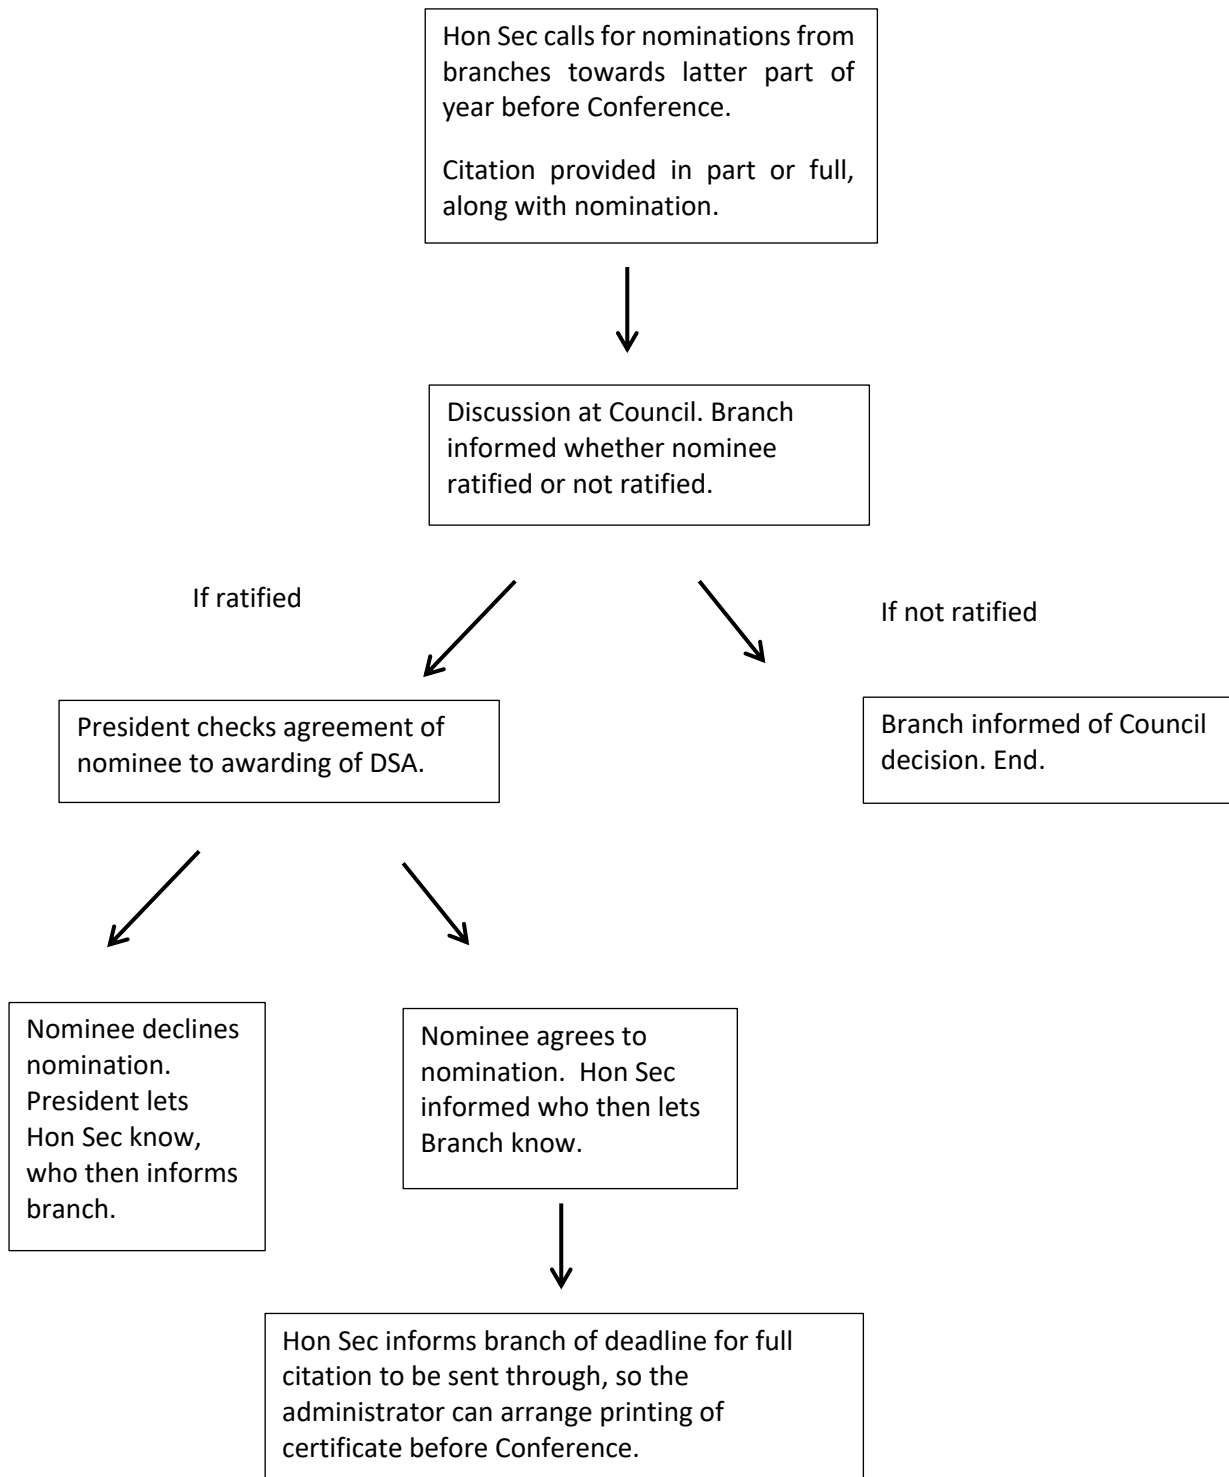 Hon Sec calls for nominations from
branches towards latter part of
year before Conference.
Citation provided in part or full,
along with nomination.
Discussion at Council. Branch
informed whether nominee
ratified or not ratified.
If ratified
If not ratified
President checks agreement of
nominee to awarding of DSA.
Branch informed of Council
decision. End.
Nominee declines
nomination.
President lets
Hon Sec know,
who then informs
branch.
Nominee agrees to
nomination.  Hon Sec
informed who then lets
Branch know.
Hon Sec informs branch of deadline for full
citation to be sent through, so the
administrator can arrange printing of
certificate before Conference.